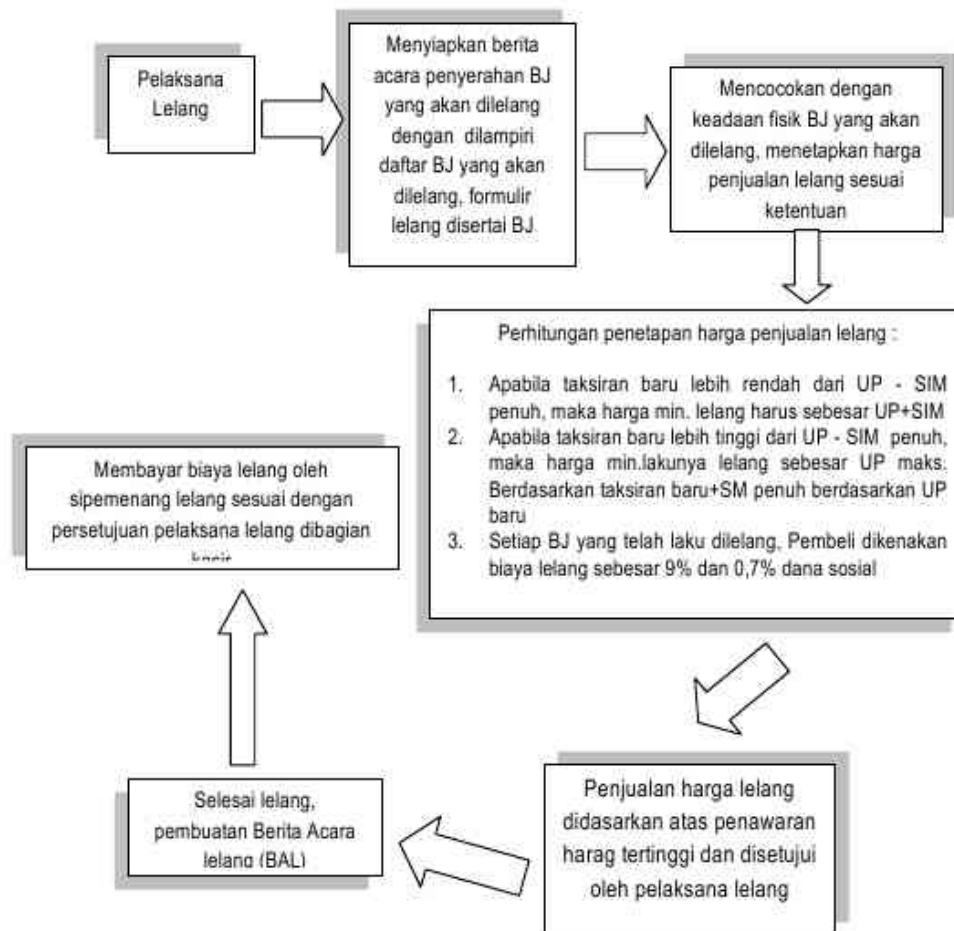 Pelaksana
Lelang
Menyiapkan berita
acara penyerahan BJ
yang akan dilelang
dengan dilampiri
daftar BJ yang akan
dilelang, formulir
lelang disertai BJ
Mencocokan dengan
keadaan fisik BJ yang akan
dilelang, menetapkan harga
penjualan lelang sesuai
ketentuan
Perhitungan penetapan harga penjualan lelang :
1. Apabila taksiran baru lebih rendah dari UP - SIM
penuh, maka harga min. lelang harus sebesar UP+SIM
2. Apabila taksiran baru lebih tinggi dari UP - SIM penuh,
maka harga min.lakunya lelang sebesar UP maks.
Berdasarkan taksiran baru+SM penuh berdasarkan UP
baru
3. Setiap BJ yang telah laku dilelang, Pembeli dikenakan
biaya lelang sebesar 9% dan 0,7% dana sosial
Penjualan harga lelang
didasarkan atas penawaran
harag tertinggi dan disetujui
oleh pelaksana lelang
Selesai lelang,
pembuatan Berita Acara
lelang (BAL)
Membayar biaya lelang oleh
sipemenang lelang sesuai dengan
persetujuan pelaksana lelang dibagian